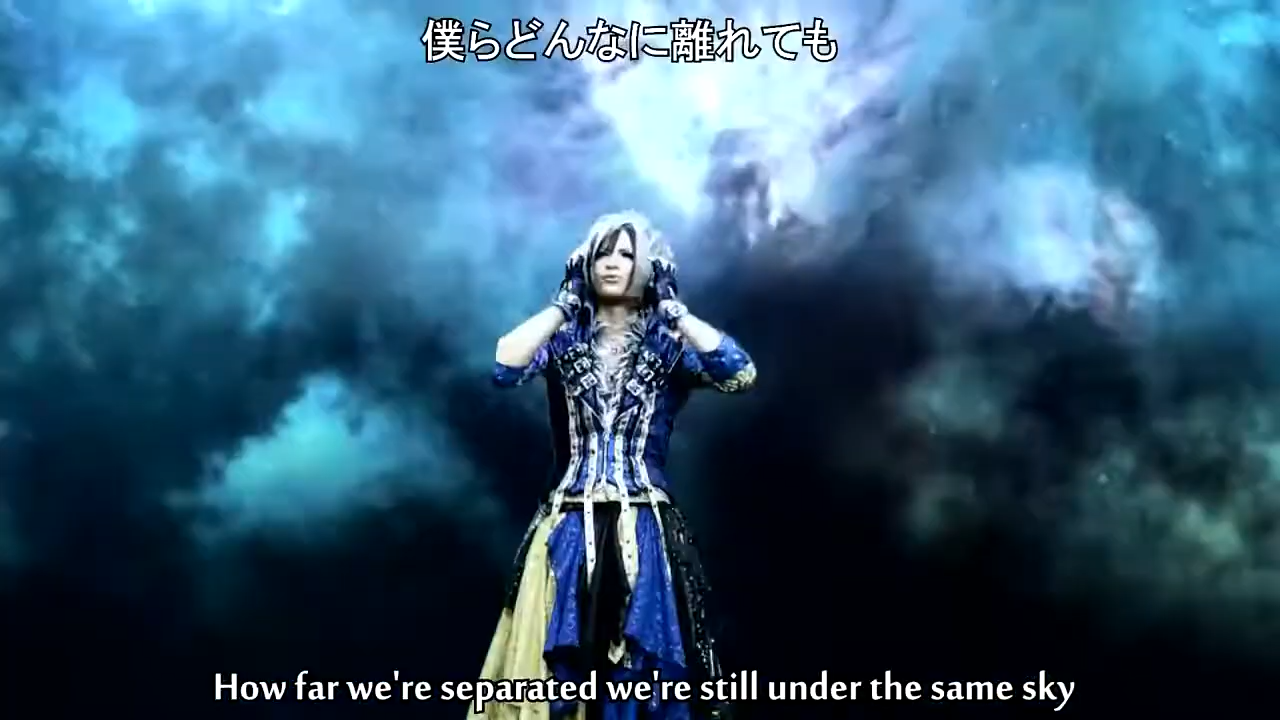 僕らどんなに離れても
How far we're separated we're still under the same sky